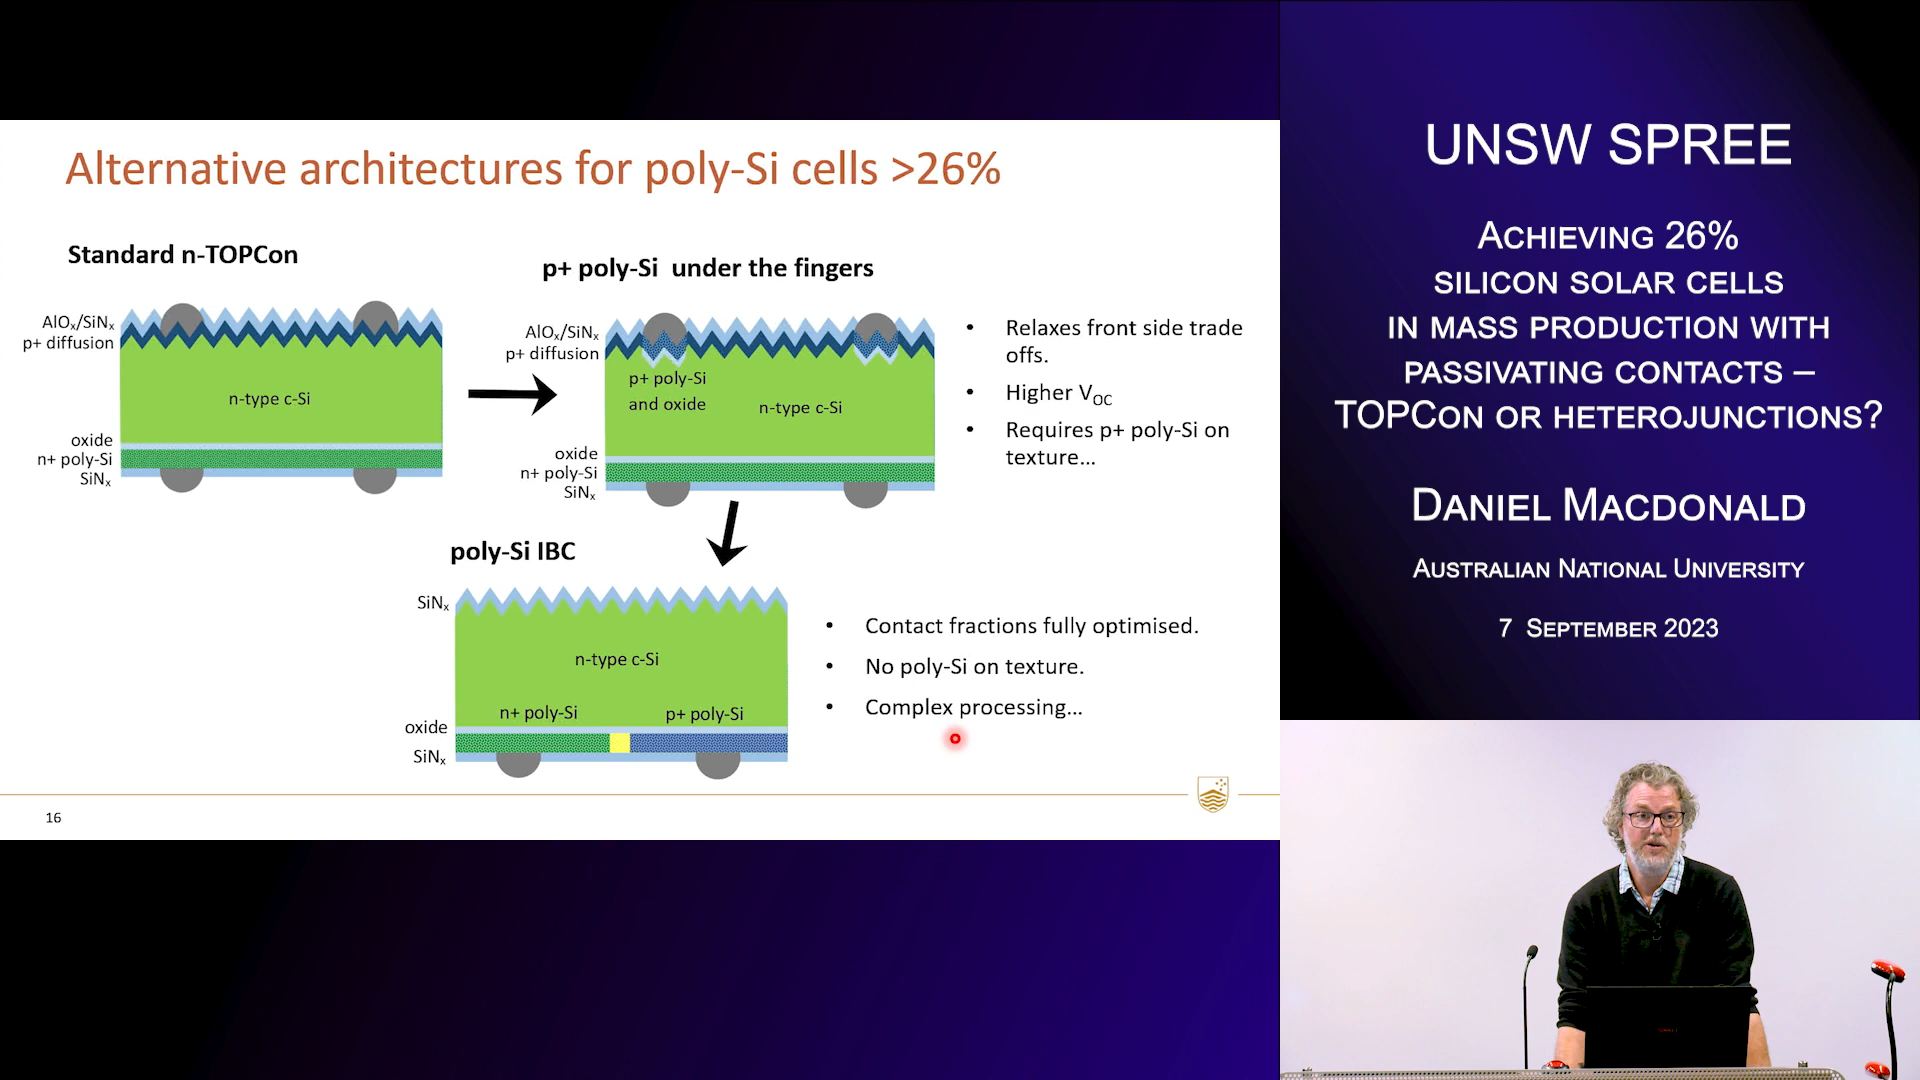 Alternative architectures for poly-Si cells >26%
Standard n-TOPCon
AlOₓ/SiNₓ
p+ diffusion
n-type c-Si
oxide
n+ poly-Si
SiNₓ
p+ poly-Si under the fingers
AlOₓ/SiNₓ
p+ diffusion
p+ poly-Si
and oxide
n-type c-Si
oxide
n+ poly-Si
SiNₓ
• Relaxes front side trade
offs.
• Higher V_OC
• Requires p+ poly-Si on
texture...
poly-Si IBC
SiNₓ
n-type c-Si
n+ poly-Si
p+ poly-Si
oxide
SiNₓ
• Contact fractions fully optimised.
• No poly-Si on texture.
• Complex processing...
16
UNSW SPREE
Achieving 26%
silicon solar cells
in mass production with
passivating contacts –
TOPCon or heterojunctions?
Daniel Macdonald
Australian National University
7 September 2023